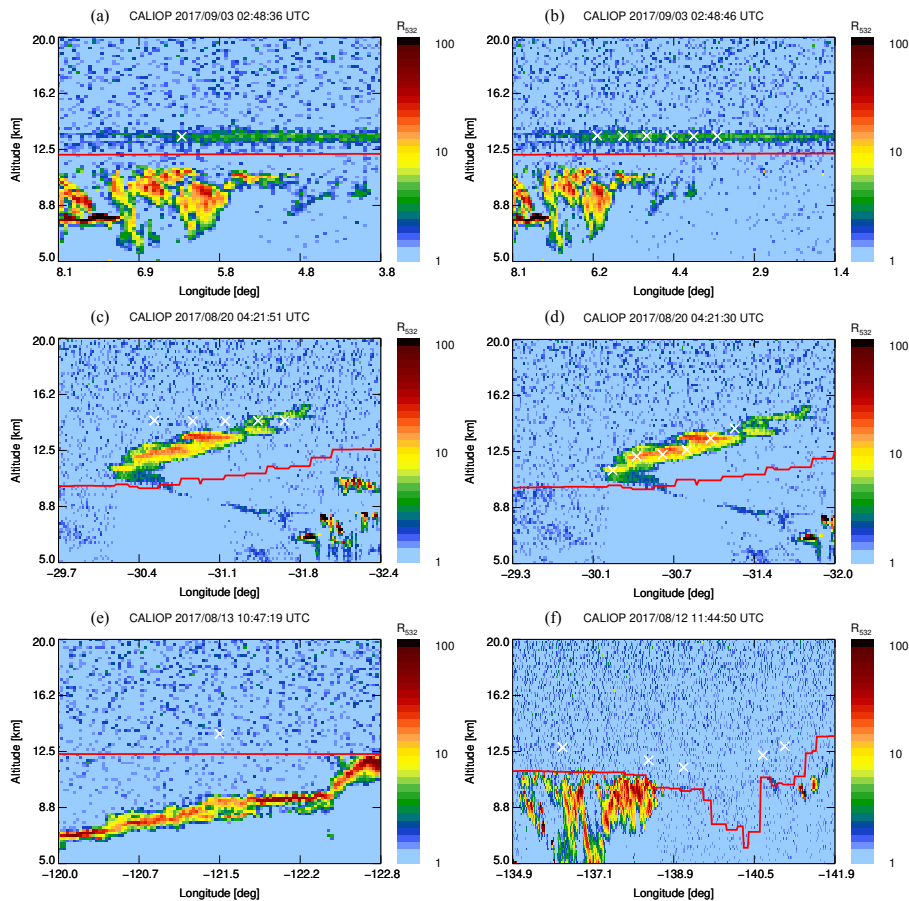 (a) CALIOP 2017/09/03 02:48:36 UTC
R532
20.0
16.2
12.5
8.8
5.0
Altitude [km]
8.1 6.9 5.8 4.8 3.8
Longitude [deg]
100
10
1
(b) CALIOP 2017/09/03 02:48:46 UTC
R532
20.0
16.2
12.5
8.8
5.0
Altitude [km]
8.1 6.2 4.4 2.9 1.4
Longitude [deg]
100
10
1
(c) CALIOP 2017/08/20 04:21:51 UTC
R532
20.0
16.2
12.5
8.8
5.0
Altitude [km]
−29.7 −30.4 −31.1 −31.8 −32.4
Longitude [deg]
100
10
1
(d) CALIOP 2017/08/20 04:21:30 UTC
R532
20.0
16.2
12.5
8.8
5.0
Altitude [km]
−29.3 −30.1 −30.7 −31.4 −32.0
Longitude [deg]
100
10
1
(e) CALIOP 2017/08/13 10:47:19 UTC
R532
20.0
16.2
12.5
8.8
5.0
Altitude [km]
−120.0 −120.7 −121.5 −122.2 −122.8
Longitude [deg]
100
10
1
(f) CALIOP 2017/08/12 11:44:50 UTC
R532
20.0
16.2
12.5
8.8
5.0
Altitude [km]
−134.9 −137.1 −138.9 −140.5 −141.9
Longitude [deg]
100
10
1